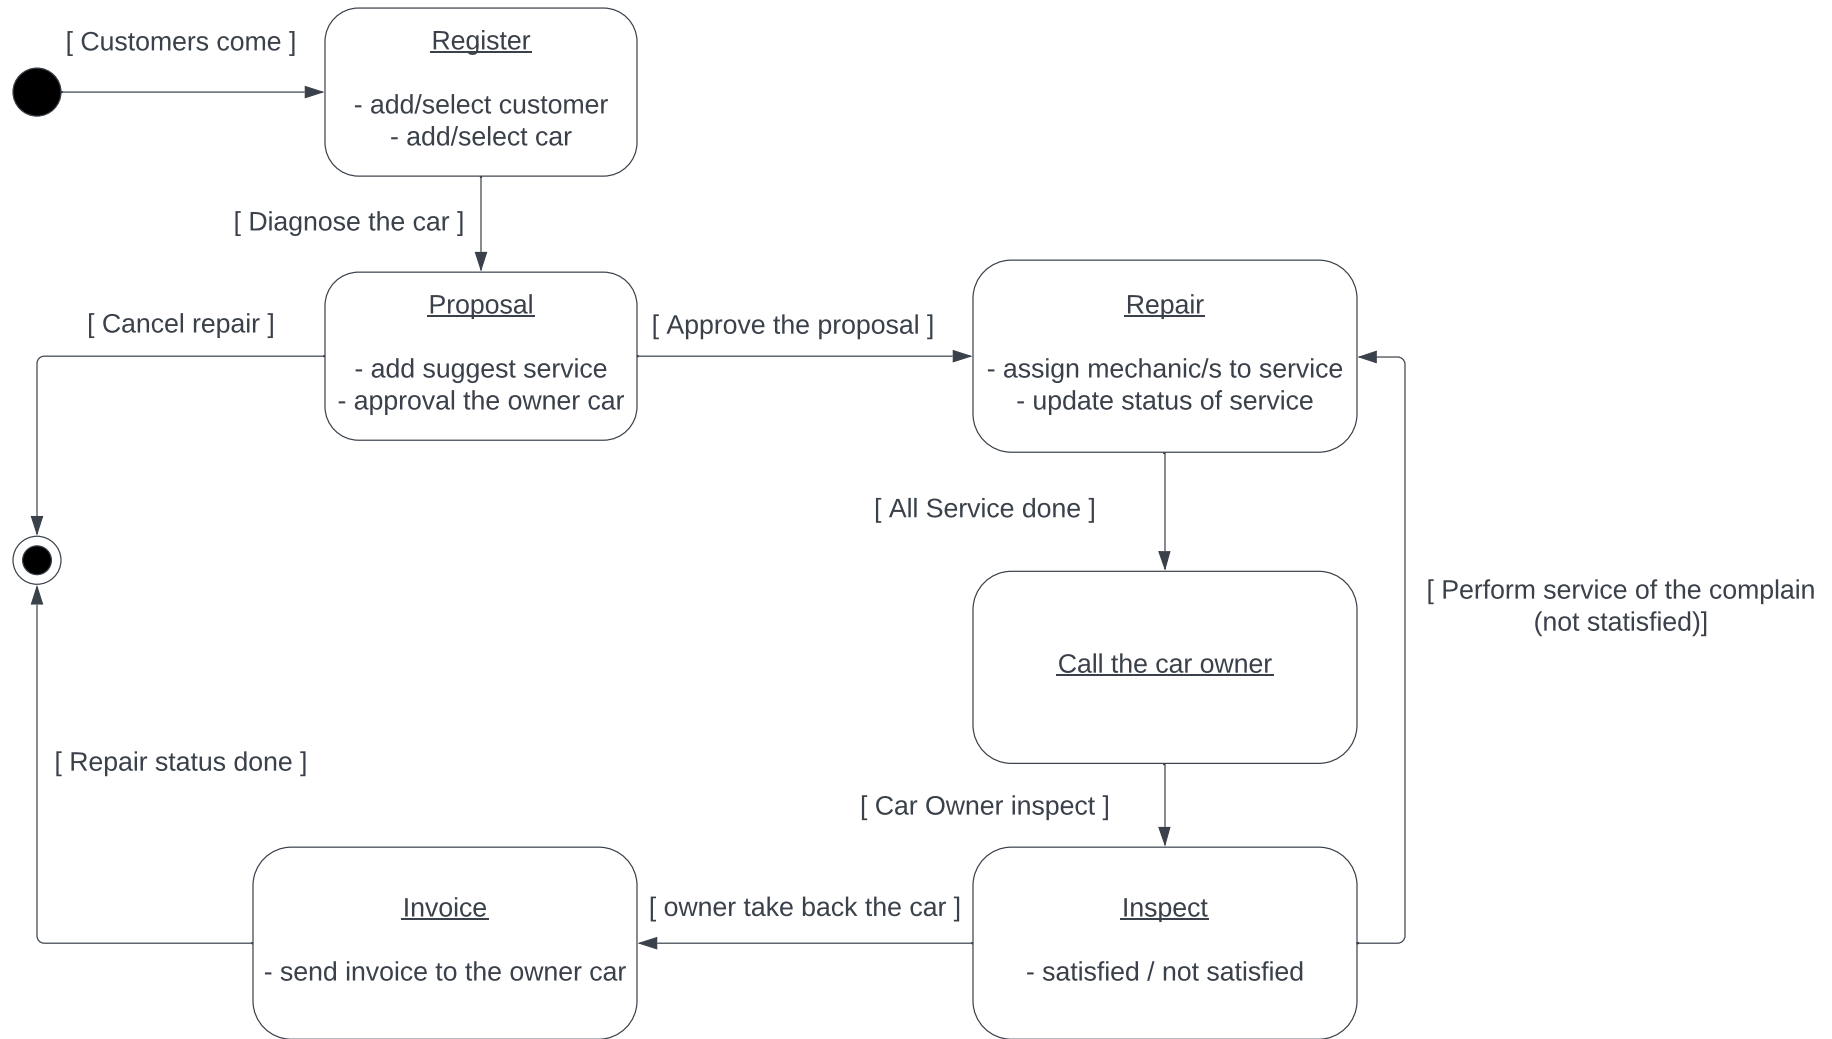 [ Customers come ]
Register
- add/select customer
- add/select car
[ Diagnose the car ]
[ Cancel repair ]
Proposal
- add suggest service
- approval the owner car
[ Approve the proposal ]
Repair
- assign mechanic/s to service
- update status of service
[ All Service done ]
[ Perform service of the complain
(not statisfied)]
Call the car owner
[ Repair status done ]
[ Car Owner inspect ]
Invoice
- send invoice to the owner car
[ owner take back the car ]
Inspect
- satisfied / not satisfied